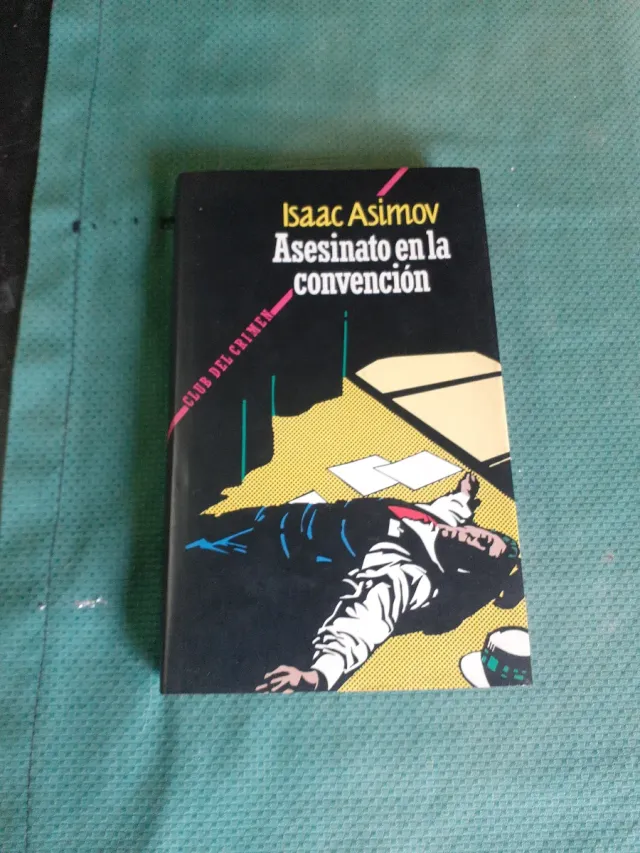 Isaac Asimov
Asesinato en la
convención
CLUB DEL CRIMEN